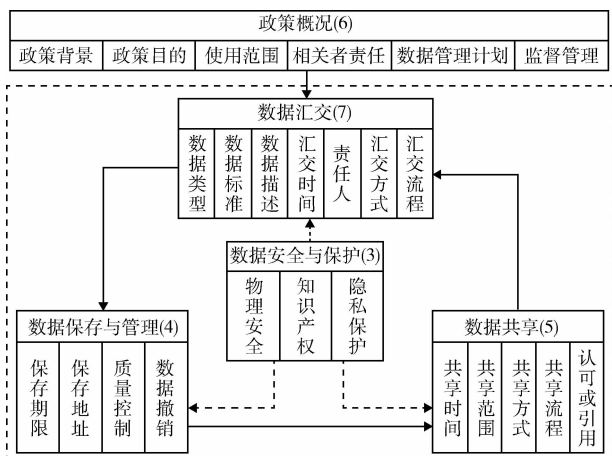 政策概况(6)
政策背景 政策目的 使用范围 相关者责任 数据管理计划 监督管理
数据汇交(7)
数据类型 数据标准 数据描述 汇交时间 责任人 汇交方式 汇交流程
数据安全与保护(3)
物理安全 知识产权 隐私保护
数据保存与管理(4)
保存期限 保存地址 质量控制 数据撤销
数据共享(5)
共享时间 共享范围 共享方式 共享流程 认可或引用